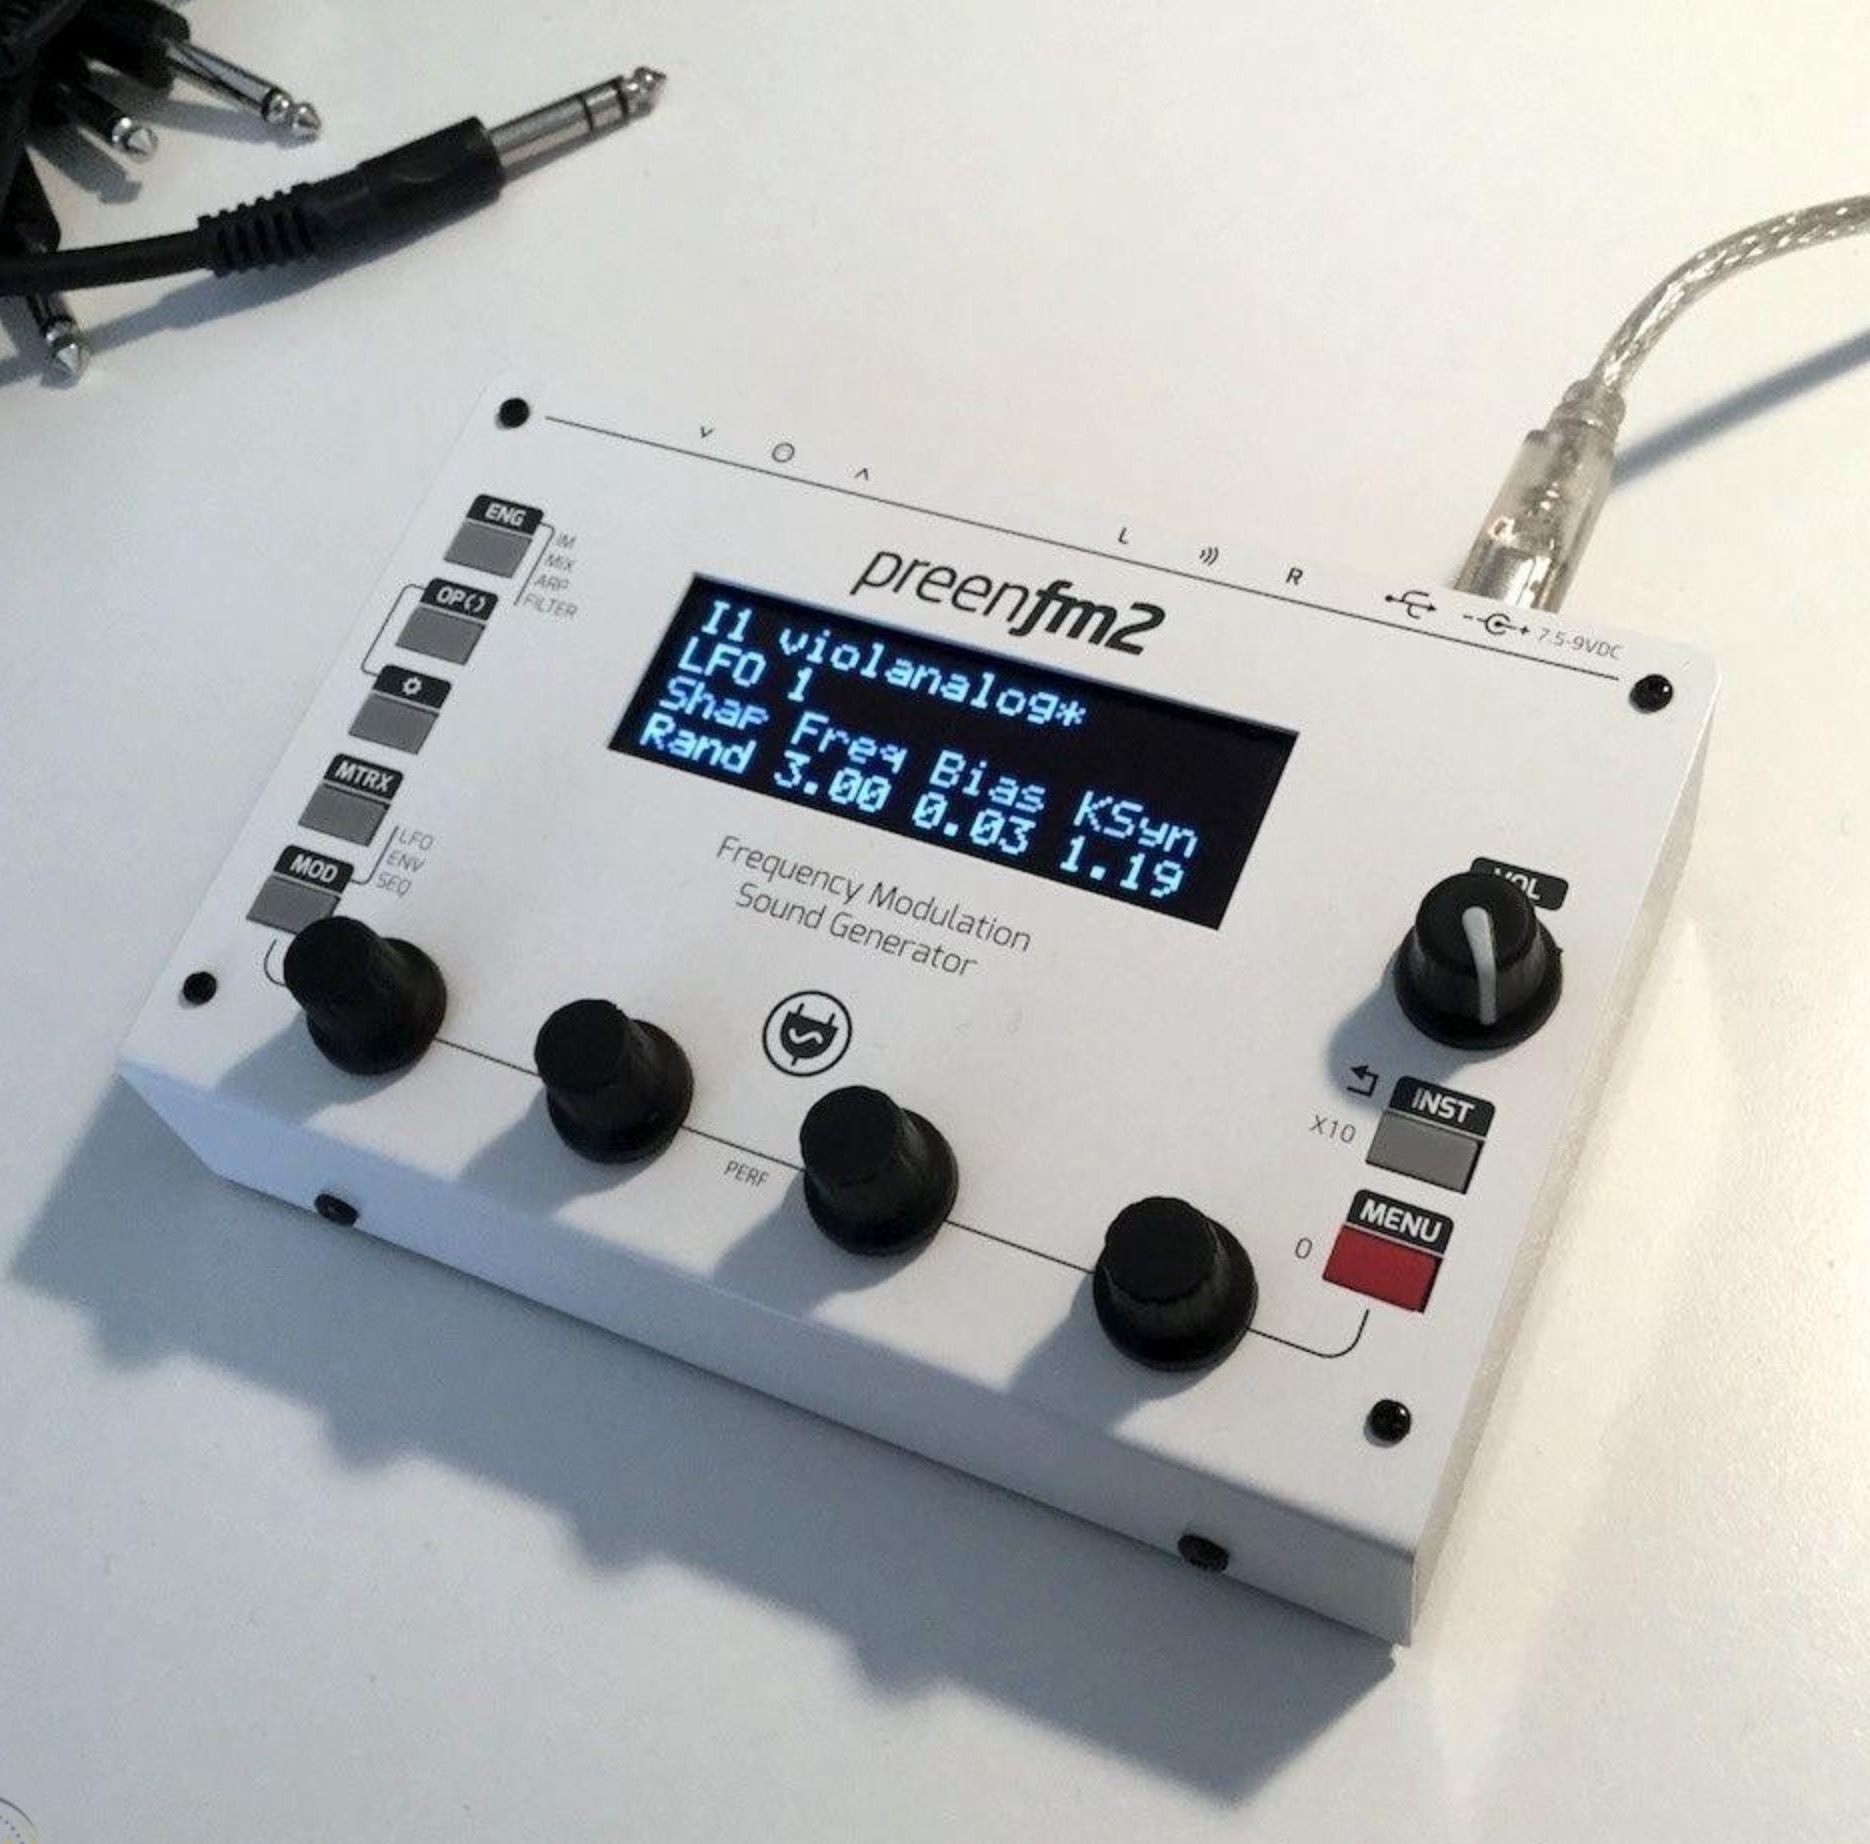 L R 7.5-9VDC
preenfm2
ENG
IM
MIX
ARP
FILTER
OP
MTRX
MOD
LFO
ENV
SEQ
I1 violanalog*
LFO 1
Shap Freq Bias KSyn
Rand 3.00 0.03 1.19
Frequency Modulation
Sound Generator
VOL
INST
X10
MENU
0
PERF